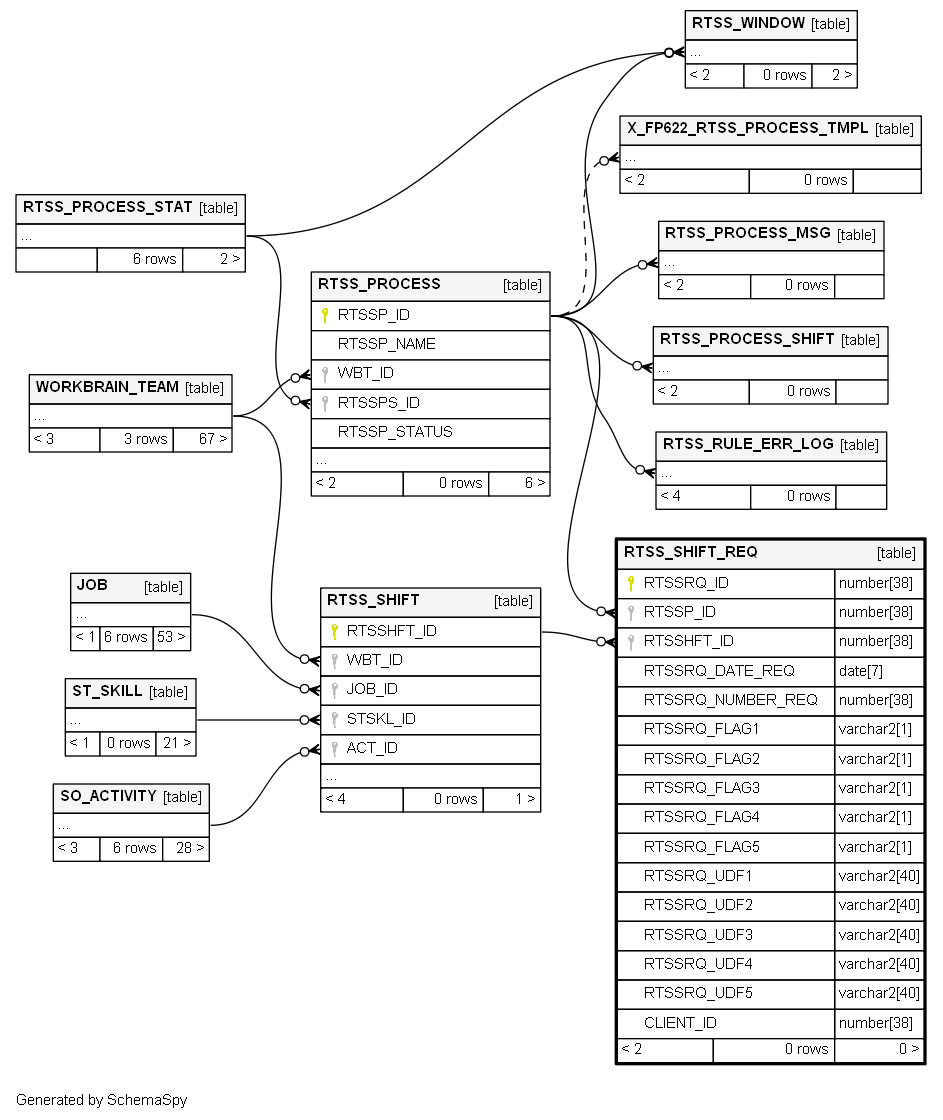 RTSS_WINDOW [table]
...
< 2 0 rows 2 >
X_FP622_RTSS_PROCESS_TMPL [table]
...
< 2 0 rows
RTSS_PROCESS_STAT [table]
...
6 rows 2 >
RTSS_PROCESS_MSG [table]
...
< 2 0 rows
RTSS_PROCESS [table]
RTSSP_ID
RTSSP_NAME
WBT_ID
RTSSPS_ID
RTSSP_STATUS
...
< 2 0 rows 6 >
RTSS_PROCESS_SHIFT [table]
...
< 2 0 rows
WORKBRAIN_TEAM [table]
...
< 3 3 rows 67 >
RTSS_RULE_ERR_LOG [table]
...
< 4 0 rows
RTSS_SHIFT_REQ [table]
RTSSRQ_ID number[38]
RTSSP_ID number[38]
RTSSHFT_ID number[38]
RTSSRQ_DATE_REQ date[7]
RTSSRQ_NUMBER_REQ number[38]
RTSSRQ_FLAG1 varchar2[1]
RTSSRQ_FLAG2 varchar2[1]
RTSSRQ_FLAG3 varchar2[1]
RTSSRQ_FLAG4 varchar2[1]
RTSSRQ_FLAG5 varchar2[1]
RTSSRQ_UDF1 varchar2[40]
RTSSRQ_UDF2 varchar2[40]
RTSSRQ_UDF3 varchar2[40]
RTSSRQ_UDF4 varchar2[40]
RTSSRQ_UDF5 varchar2[40]
CLIENT_ID number[38]
< 2 0 rows 0 >
JOB [table]
...
< 1 6 rows 53 >
RTSS_SHIFT [table]
RTSSHFT_ID
WBT_ID
JOB_ID
STSKL_ID
ACT_ID
...
< 4 0 rows 1 >
ST_SKILL [table]
...
< 1 0 rows 21 >
SO_ACTIVITY [table]
...
< 3 6 rows 28 >
Generated by SchemaSpy